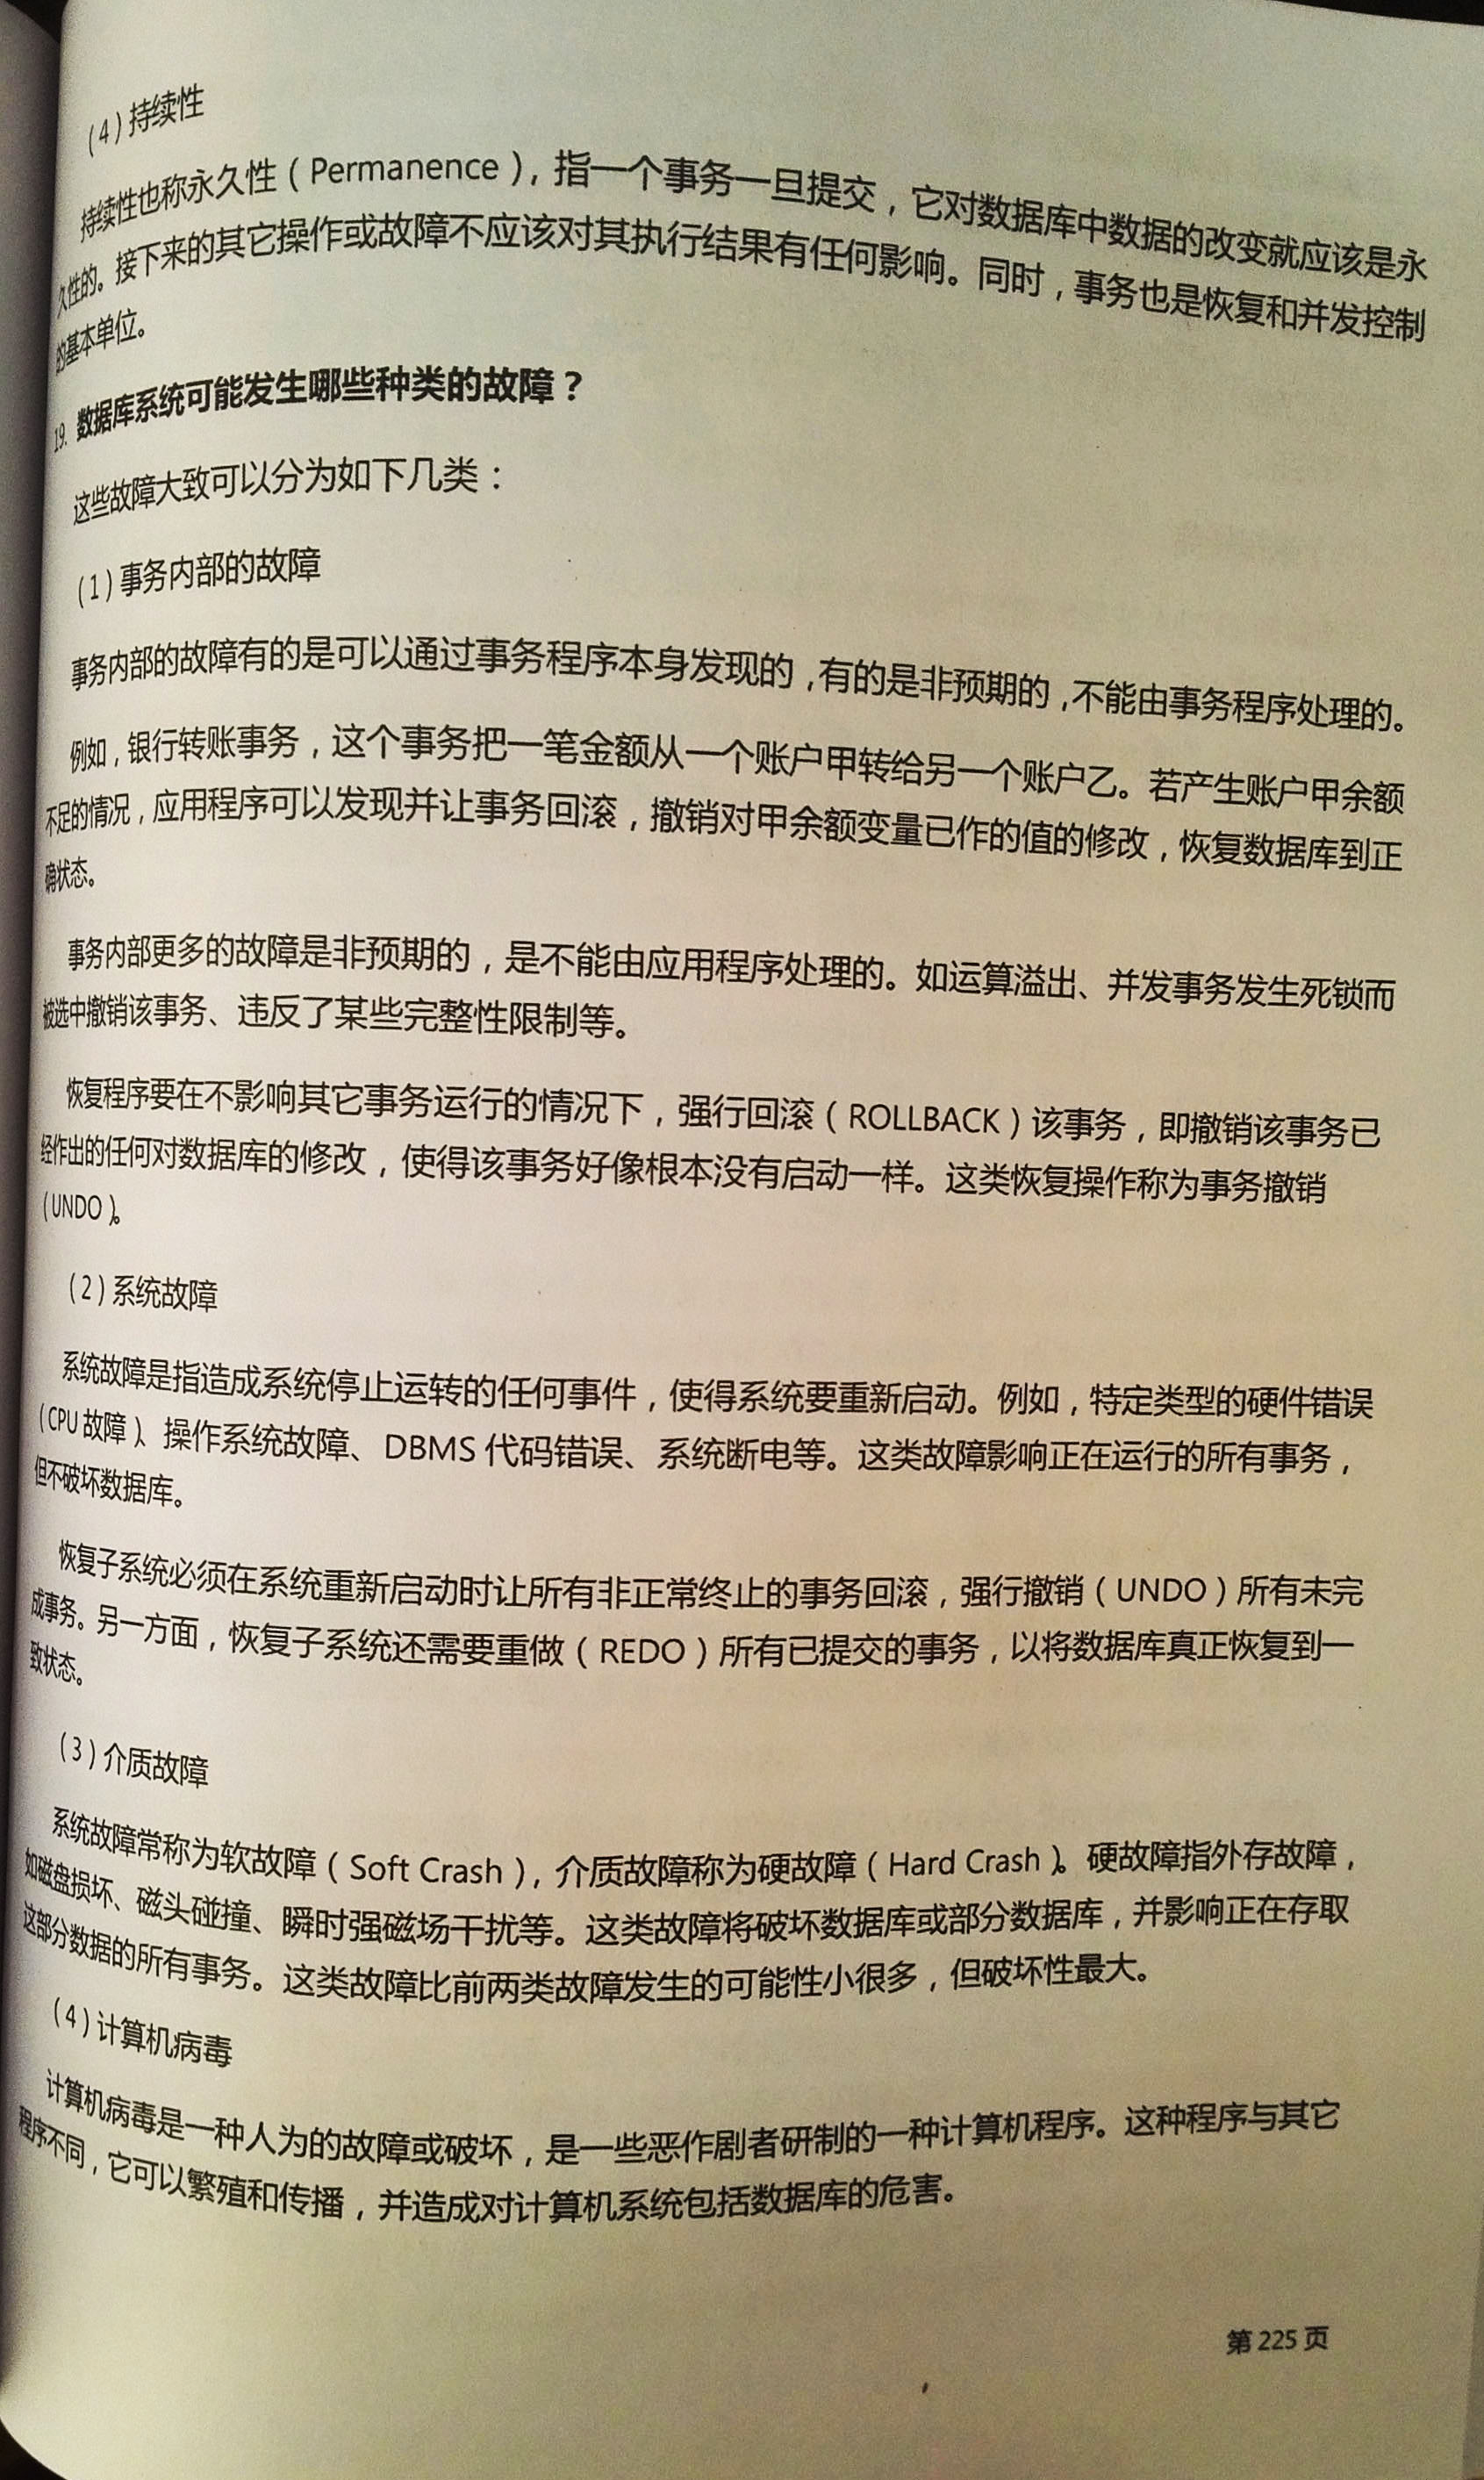 (4)持续性
持续性也称永久性(Permanence),指一个事务一旦提交,它对数据库中数据的改变就应该是永
久性的。接下来的其它操作或故障不应该对其执行结果有任何影响。同时,事务也是恢复和并发控制
的基本单位。
19. 数据库系统可能发生哪些种类的故障?
这些故障大致可以分为如下几类:
(1)事务内部的故障
事务内部的故障有的是可以通过事务程序本身发现的,有的是非预期的,不能由事务程序处理的。
例如,银行转账事务,这个事务把一笔金额从一个账户甲转给另一个账户乙。若产生账户甲余额
不足的情况,应用程序可以发现并让事务回滚,撤销对甲余额变量已作的值的修改,恢复数据库到正
确状态。
事务内部更多的故障是非预期的,是不能由应用程序处理的。如运算溢出、并发事务发生死锁而
被选中撤销该事务、违反了某些完整性限制等。
恢复程序要在不影响其它事务运行的情况下,强行回滚(ROLLBACK)该事务,即撤销该事务已
经作出的任何对数据库的修改,使得该事务好像根本没有启动一样。这类恢复操作称为事务撤销
(UNDO)。
(2)系统故障
系统故障是指造成系统停止运转的任何事件,使得系统要重新启动。例如,特定类型的硬件错误
(CPU故障)、操作系统故障、DBMS代码错误、系统断电等。这类故障影响正在运行的所有事务,
但不破坏数据库。
恢复子系统必须在系统重新启动时让所有非正常终止的事务回滚,强行撤销(UNDO)所有未完
成事务。另一方面,恢复子系统还需要重做(REDO)所有已提交的事务,以将数据库真正恢复到一
致状态。
(3)介质故障
系统故障常称为软故障(Soft Crash),介质故障称为硬故障(Hard Crash)。硬故障指外存故障,
如磁盘损坏、磁头碰撞、瞬时强磁场干扰等。这类故障将破坏数据库或部分数据库,并影响正在存取
这部分数据的所有事务。这类故障比前两类故障发生的可能性小很多,但破坏性最大。
(4)计算机病毒
计算机病毒是一种人为的故障或破坏,是一些恶作剧者研制的一种计算机程序。这种程序与其它
程序不同,它可以繁殖和传播,并造成对计算机系统包括数据库的危害。
第225页